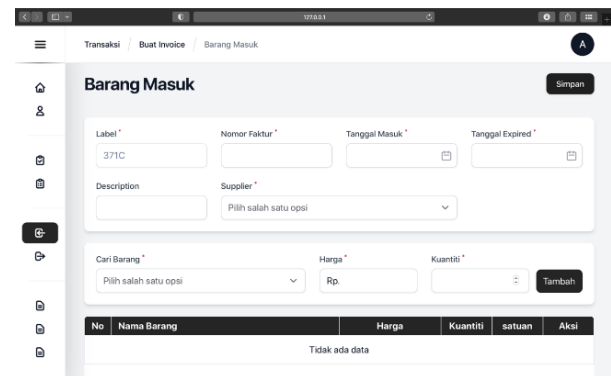 127.0.0.1
Transaksi / Buat Invoice / Barang Masuk
A
Barang Masuk
Simpan
Label * Nomor Faktur * Tanggal Masuk * Tanggal Expired *
371C
Description Supplier *
Pilih salah satu opsi
Cari Barang * Harga * Kuantiti *
Pilih salah satu opsi Rp. Tambah
No Nama Barang Harga Kuantiti satuan Aksi
Tidak ada data